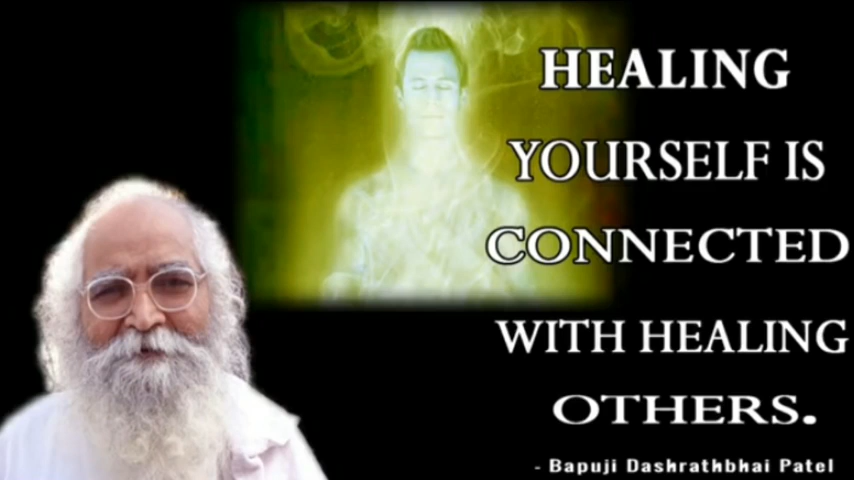 HEALING
YOURSELF IS
CONNECTED
WITH HEALING
OTHERS.
- Bapuji Dashrathbhai Patel